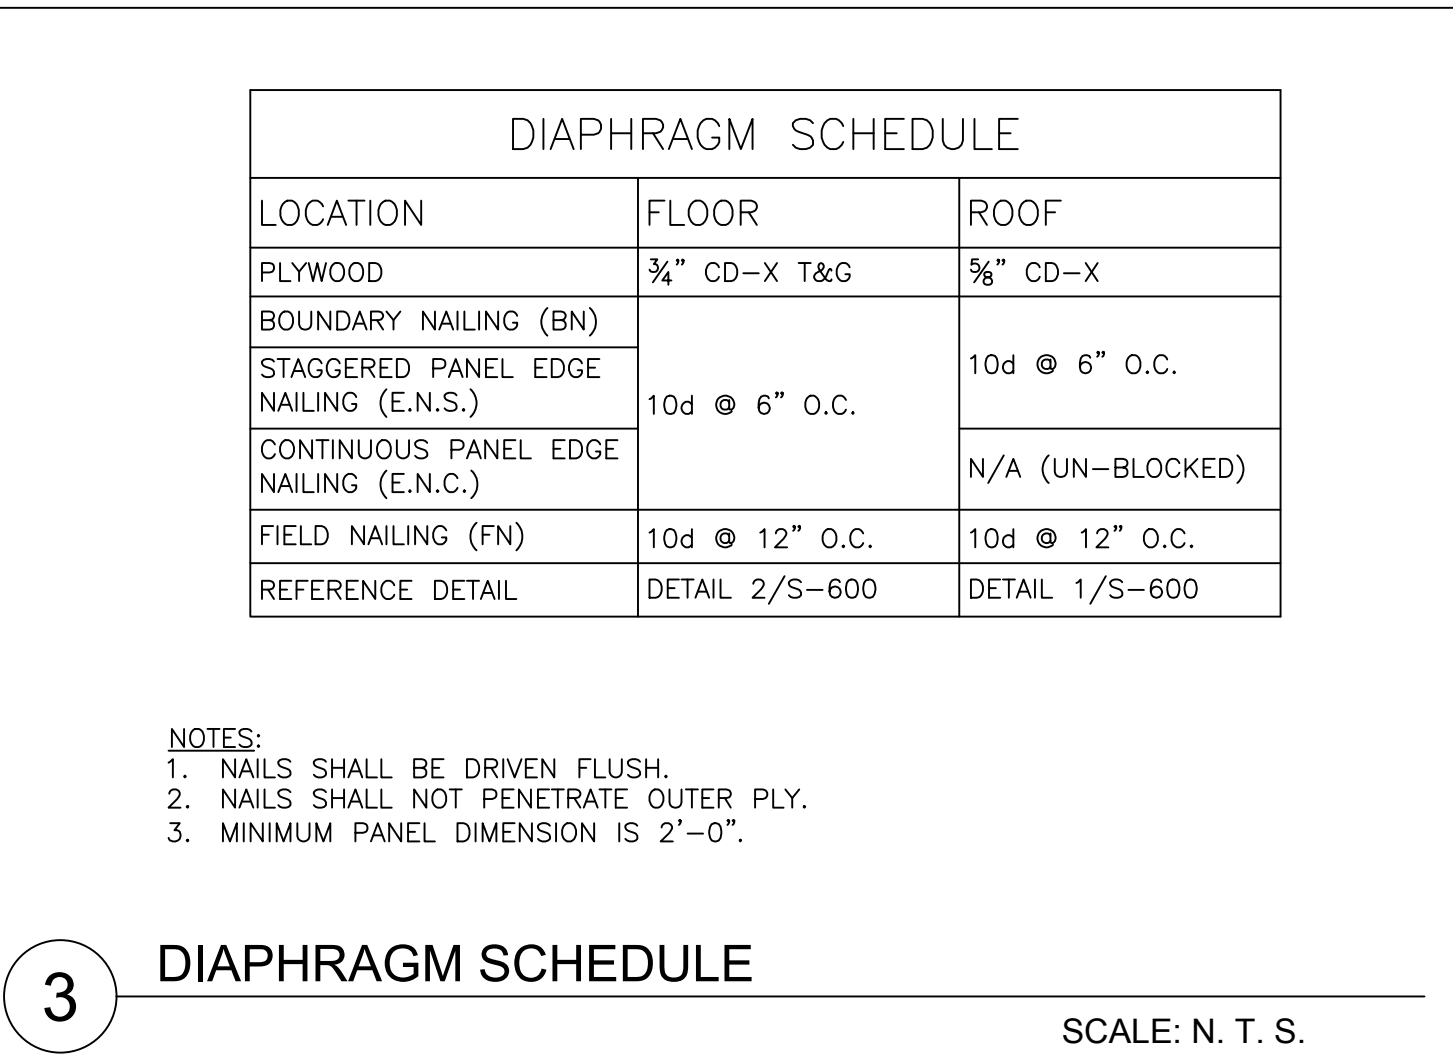 DIAPHRAGM SCHEDULE
LOCATION FLOOR ROOF
PLYWOOD ¾" CD-X T&G ⅝" CD-X
BOUNDARY NAILING (BN)
STAGGERED PANEL EDGE
NAILING (E.N.S.)
10d @ 6" O.C.
10d @ 6" O.C.
CONTINUOUS PANEL EDGE
NAILING (E.N.C.)
N/A (UN-BLOCKED)
FIELD NAILING (FN) 10d @ 12" O.C. 10d @ 12" O.C.
REFERENCE DETAIL DETAIL 2/S-600 DETAIL 1/S-600
NOTES:
1. NAILS SHALL BE DRIVEN FLUSH.
2. NAILS SHALL NOT PENETRATE OUTER PLY.
3. MINIMUM PANEL DIMENSION IS 2'-0".
3 DIAPHRAGM SCHEDULE
SCALE: N. T. S.